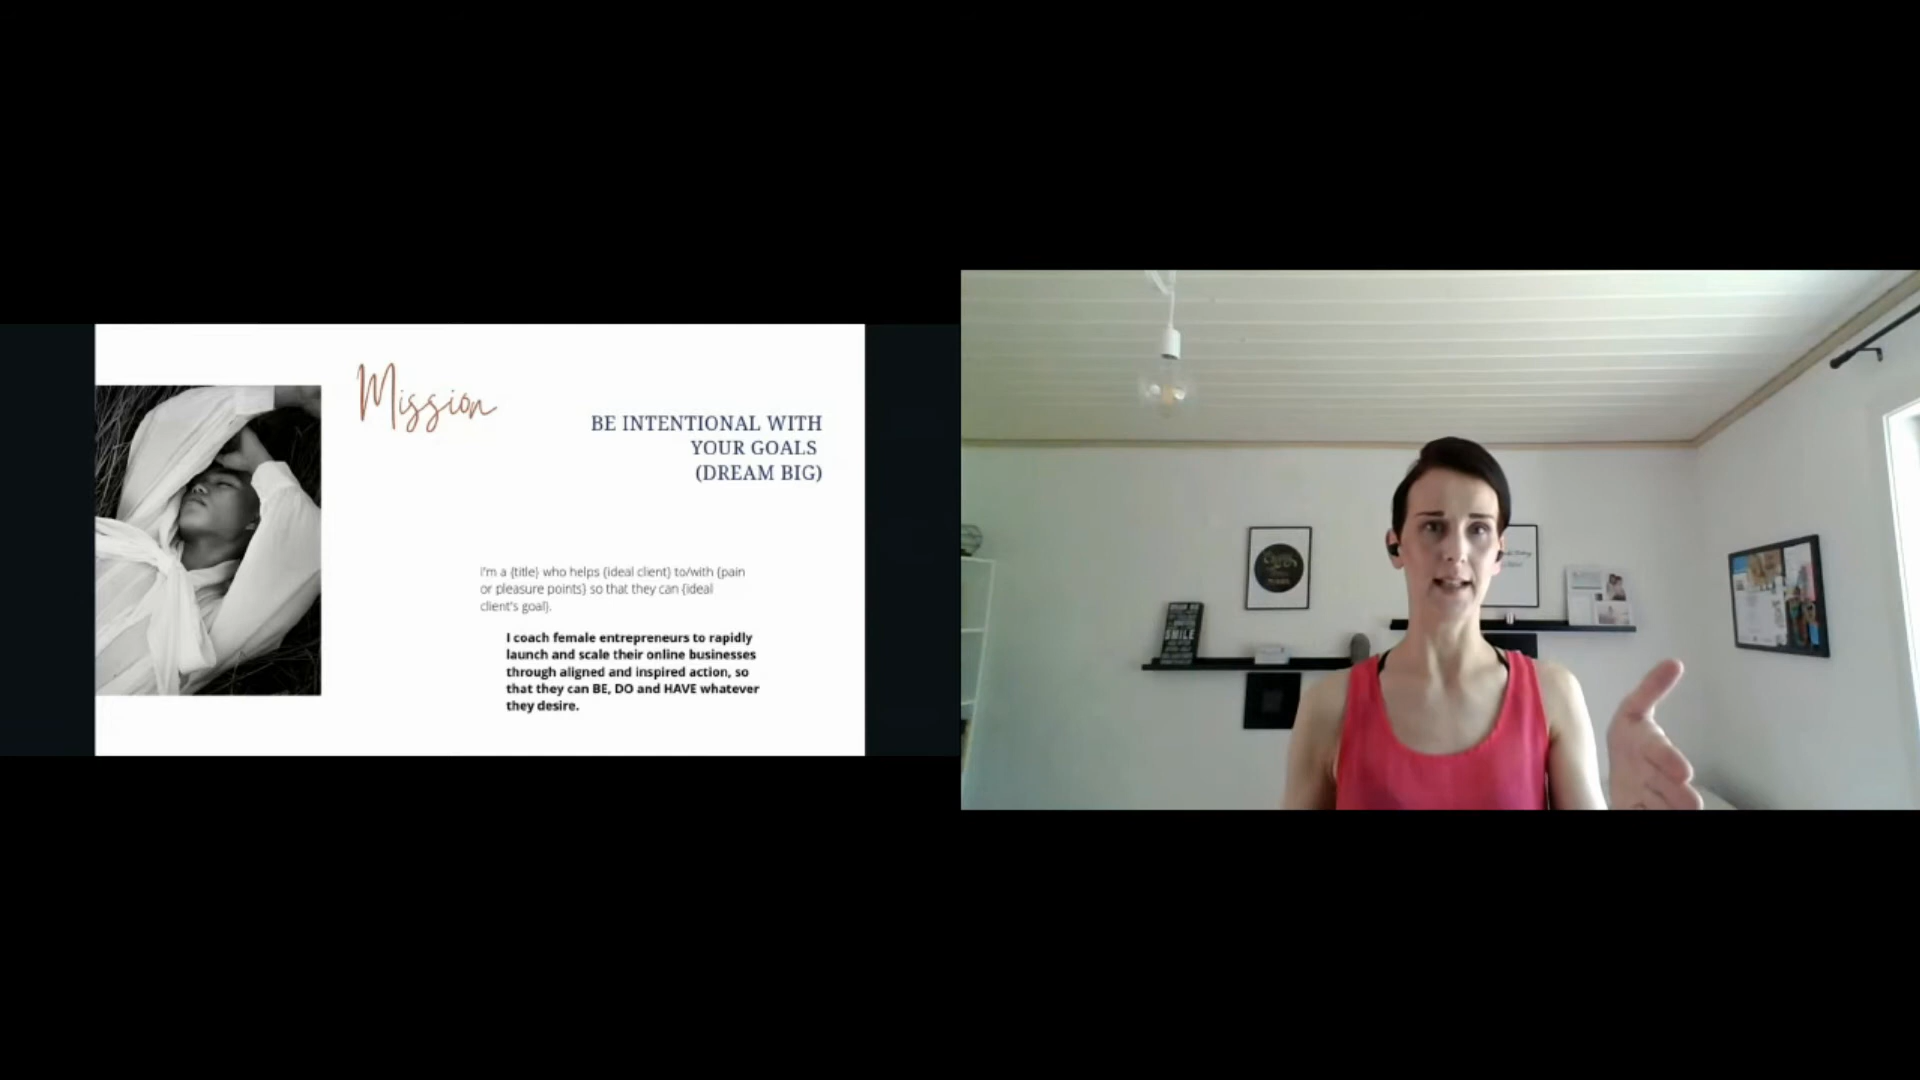 Mission
BE INTENTIONAL WITH
YOUR GOALS
(DREAM BIG)
I'm a {title} who helps {ideal client} to/with {pain
or pleasure points} so that they can {ideal
client's goal}.
I coach female entrepreneurs to rapidly
launch and scale their online businesses
through aligned and inspired action, so
that they can BE, DO and HAVE whatever
they desire.
DREAM BIG
SMILE